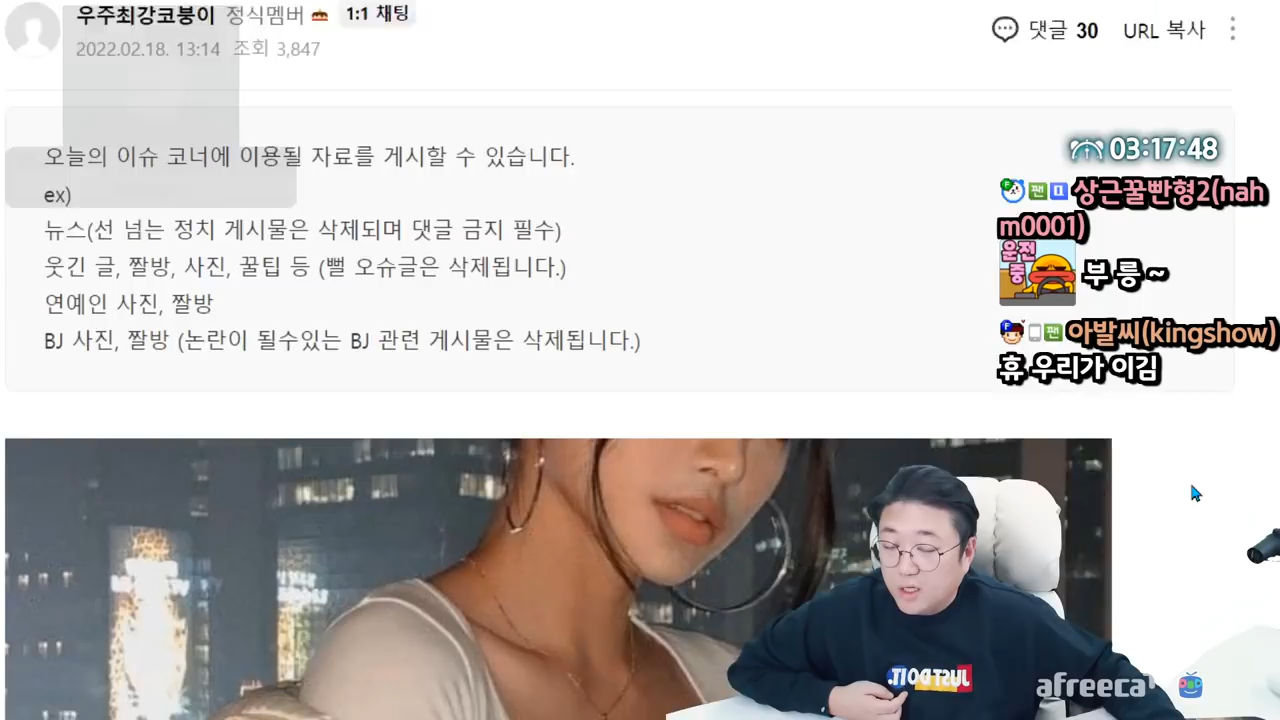 우주최강코붕이 정식멤버 1:1 채팅
2022.02.18. 13:14 조회 3,847
댓글 30 URL 복사
오늘의 이슈 코너에 이용될 자료를 게시할 수 있습니다.
ex)
뉴스(선 넘는 정치 게시물은 삭제되며 댓글 금지 필수)
웃긴 글, 짤방, 사진, 꿀팁 등 (뻘 오슈글은 삭제됩니다.)
연예인 사진, 짤방
BJ 사진, 짤방 (논란이 될수있는 BJ 관련 게시물은 삭제됩니다.)
03:17:48
F 팬 ㅁ 상근꿀빤형2(nah
m0001)
운전
중
부릉~
F 팬 아발씨(kingshow)
휴 우리가 이김
JUST DO IT.
afreecaTV